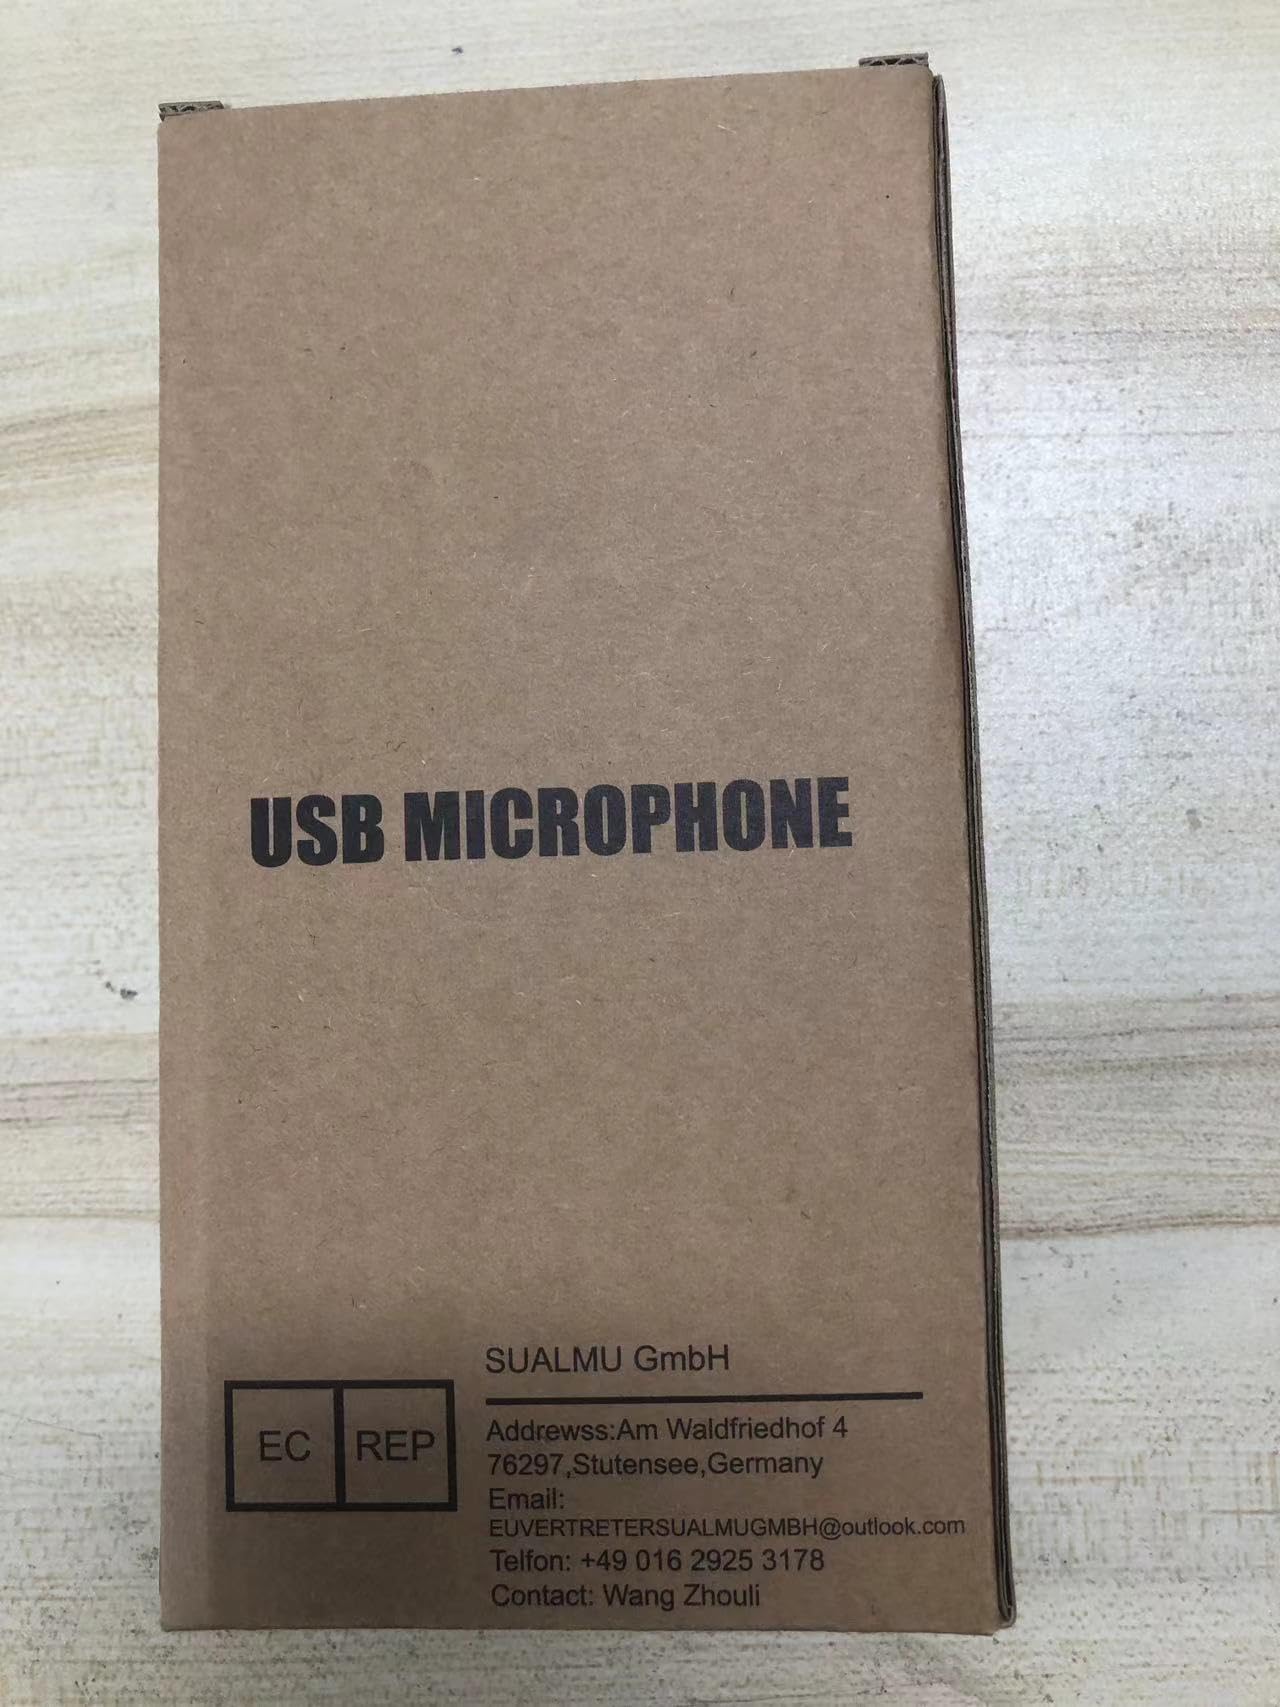 USB MICROPHONE
SUALMU GmbH
EC REP
Addrewss:Am Waldfriedhof 4
76297,Stutensee,Germany
Email:
EUVERTRETERSUALMUGMBH@outlook.com
Telfon: +49 016 2925 3178
Contact: Wang Zhouli